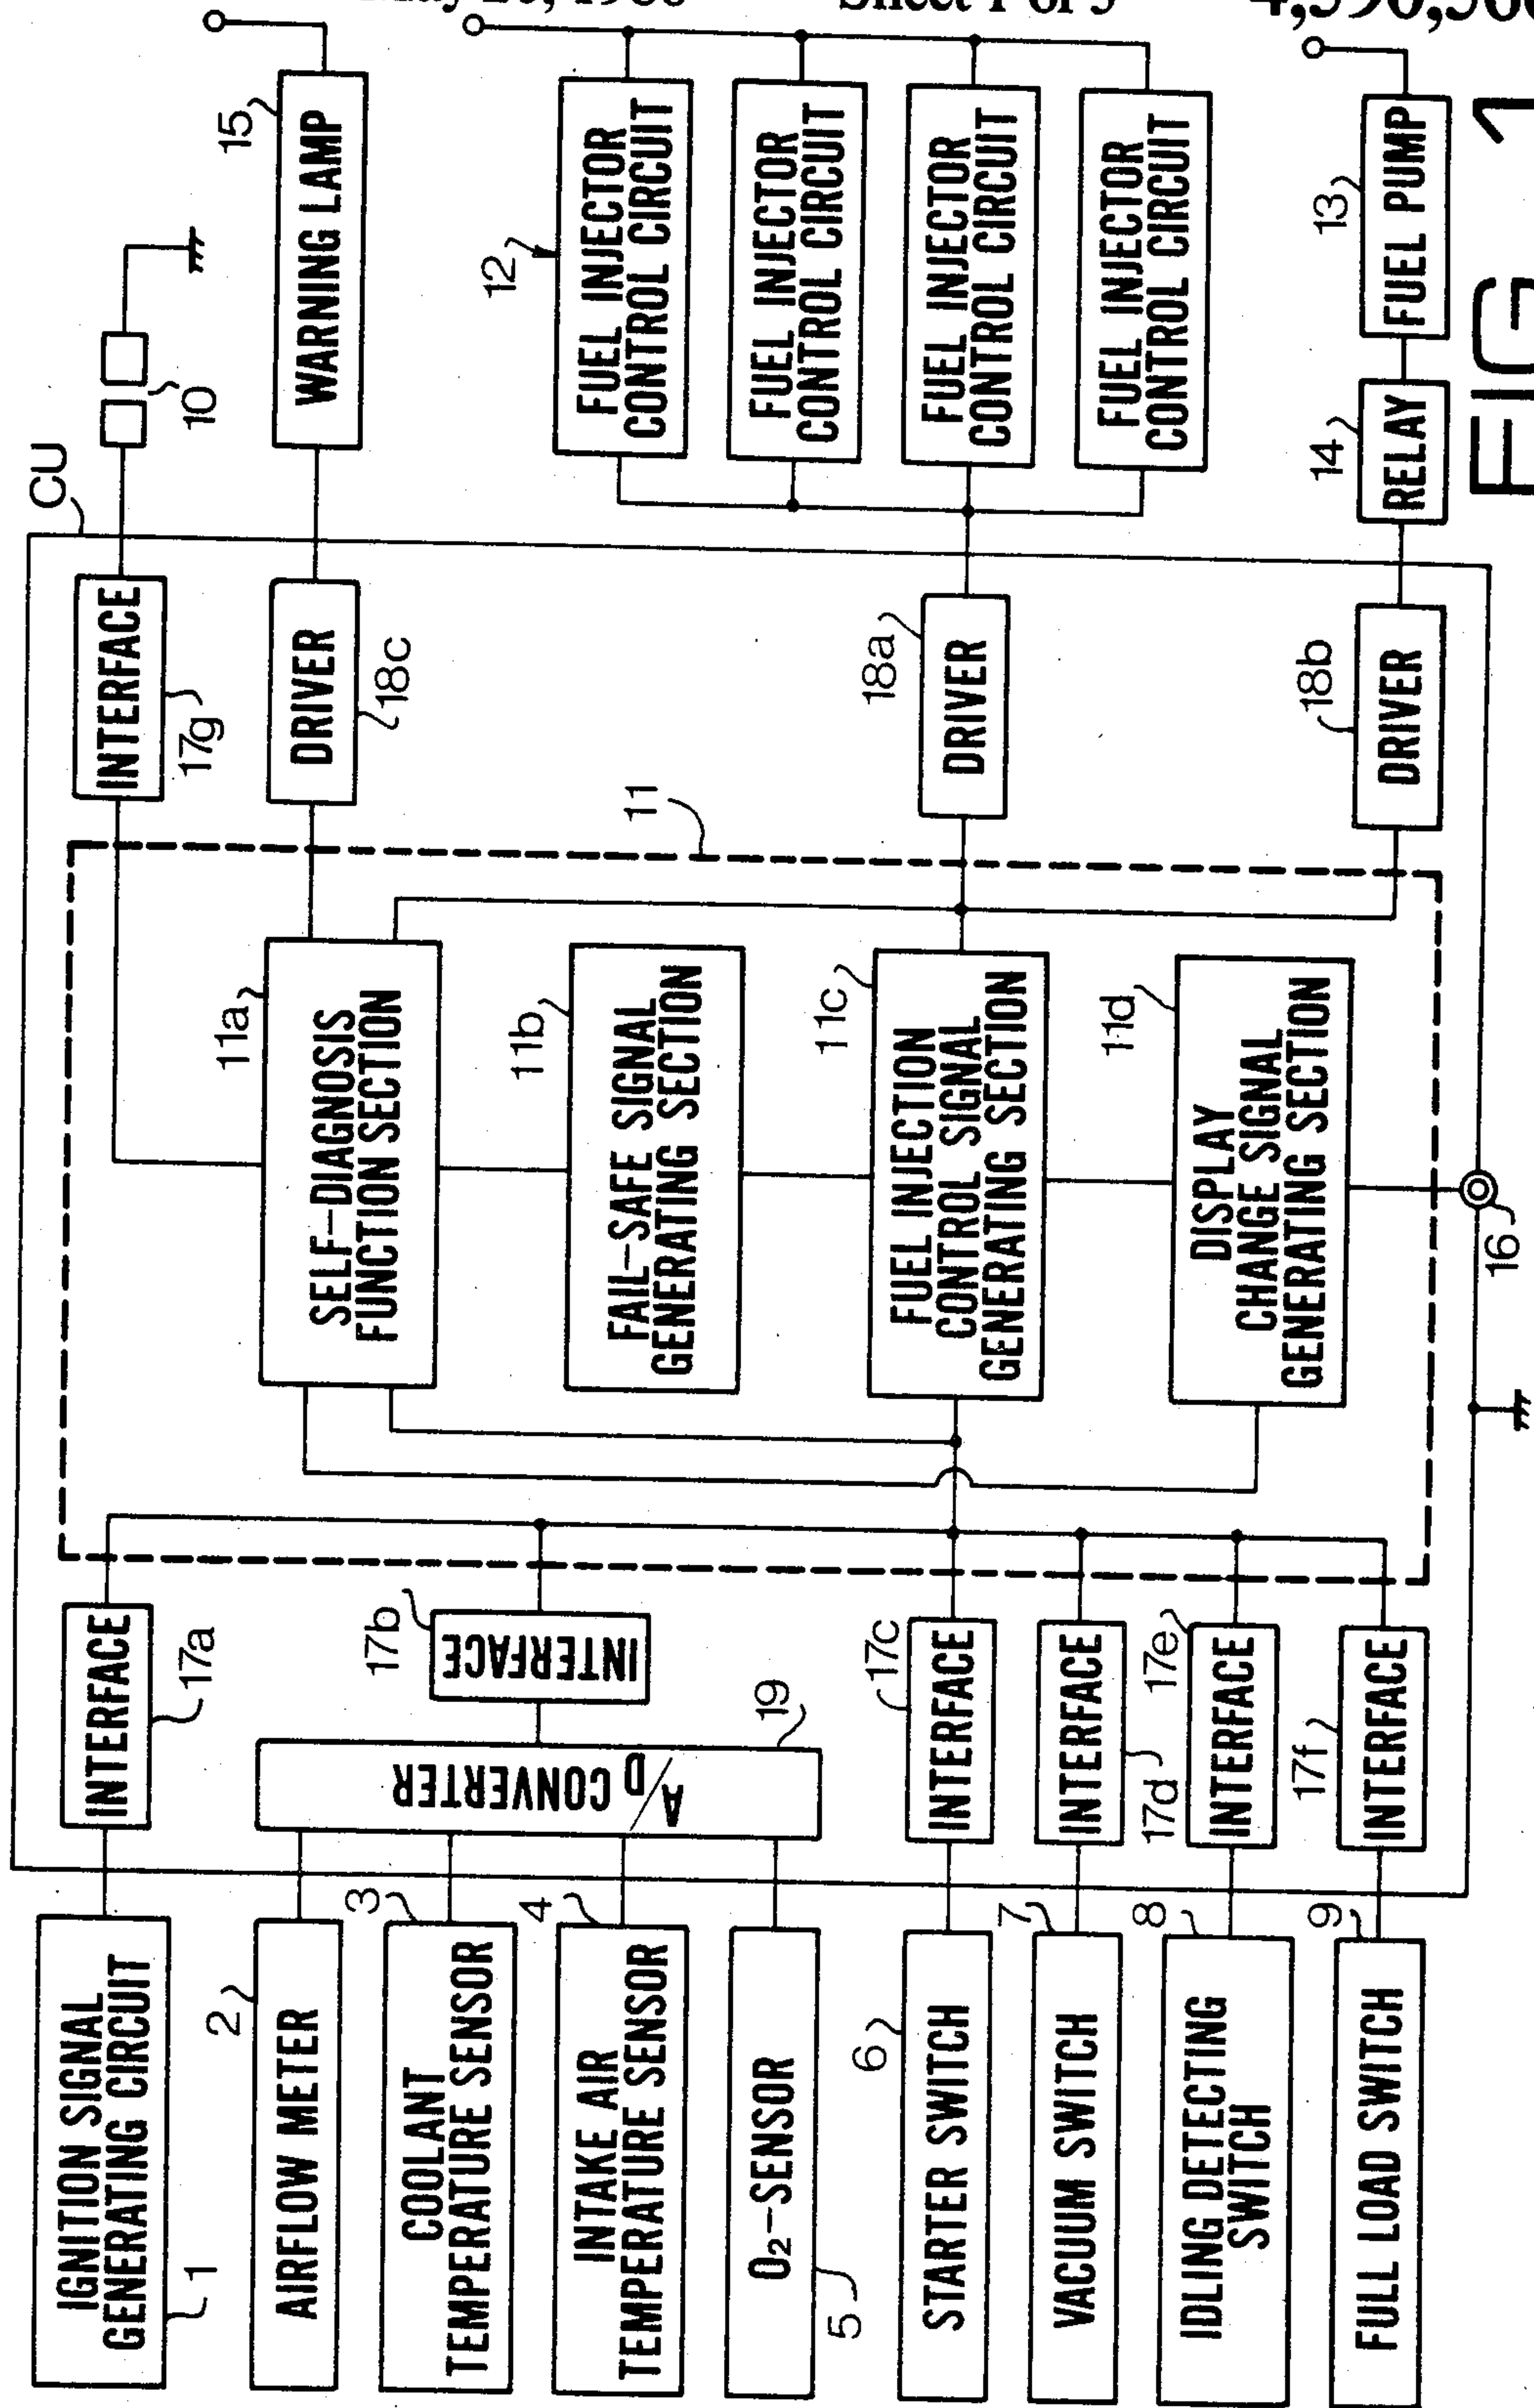 Sheet 1 of 5
IGNITION SIGNAL
GENERATING CIRCUIT
1
AIRFLOW METER
2
COOLANT
TEMPERATURE SENSOR
3
INTAKE AIR
TEMPERATURE SENSOR
4
O₂-SENSOR
5
STARTER SWITCH
6
VACUUM SWITCH
7
IDLING DETECTING
SWITCH
8
FULL LOAD SWITCH
9
INTERFACE
17a
A/D CONVERTER
19
INTERFACE
17b
INTERFACE
17c
INTERFACE
17d
INTERFACE
17e
INTERFACE
17f
SELF-DIAGNOSIS
FUNCTION SECTION
11a
FAIL-SAFE SIGNAL
GENERATING SECTION
11b
FUEL INJECTION
CONTROL SIGNAL
GENERATING SECTION
11c
DISPLAY
CHANGE SIGNAL
GENERATING SECTION
11d
16
11
INTERFACE
17g
DRIVER
18c
DRIVER
18a
DRIVER
18b
CU
10
WARNING LAMP
15
12
FUEL INJECTOR
CONTROL CIRCUIT
FUEL INJECTOR
CONTROL CIRCUIT
FUEL INJECTOR
CONTROL CIRCUIT
FUEL INJECTOR
CONTROL CIRCUIT
RELAY
14
FUEL PUMP
13
FIG 1